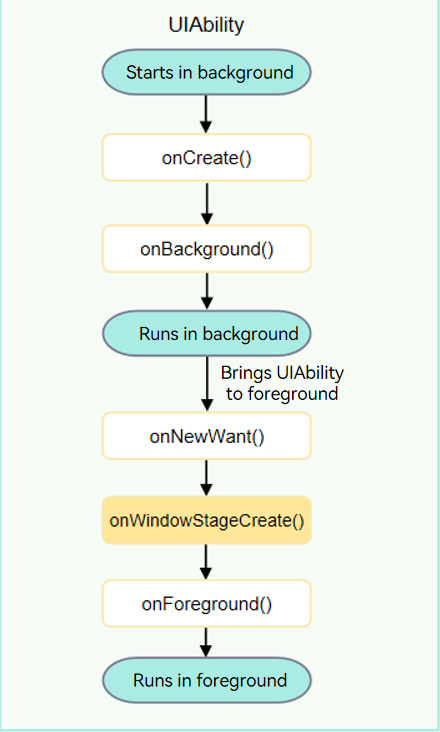 UIAbility
Starts in background
onCreate()
onBackground()
Runs in background
Brings UIAbility
to foreground
onNewWant()
onWindowStageCreate()
onForeground()
Runs in foreground